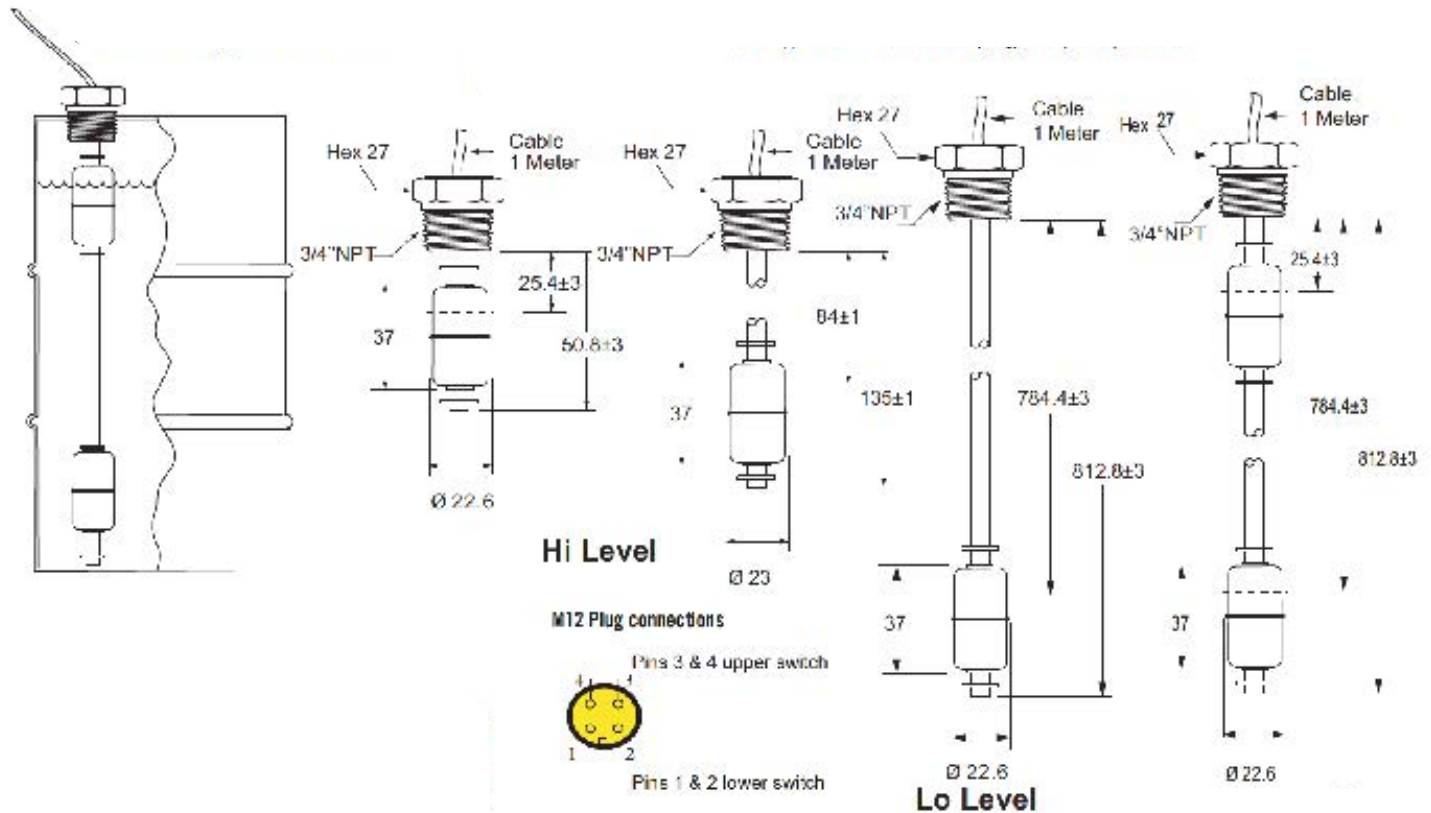 Hex 27
Cable
1 Meter
3/4"NPT
25.4±3
37
50.8±3
Ø 22.6
Hex 27
Cable
1 Meter
3/4"NPT
84±1
37
135±1
Ø 23
Hi Level
Hex 27
Cable
1 Meter
3/4"NPT
784.4±3
812.8±3
37
Ø 22.6
Lo Level
Hex 27
Cable
1 Meter
3/4"NPT
25.4±3
784.4±3
812.8±3
37
Ø 22.6
M12 Plug connections
Pins 3 & 4 upper switch
4
1
2
Pins 1 & 2 lower switch